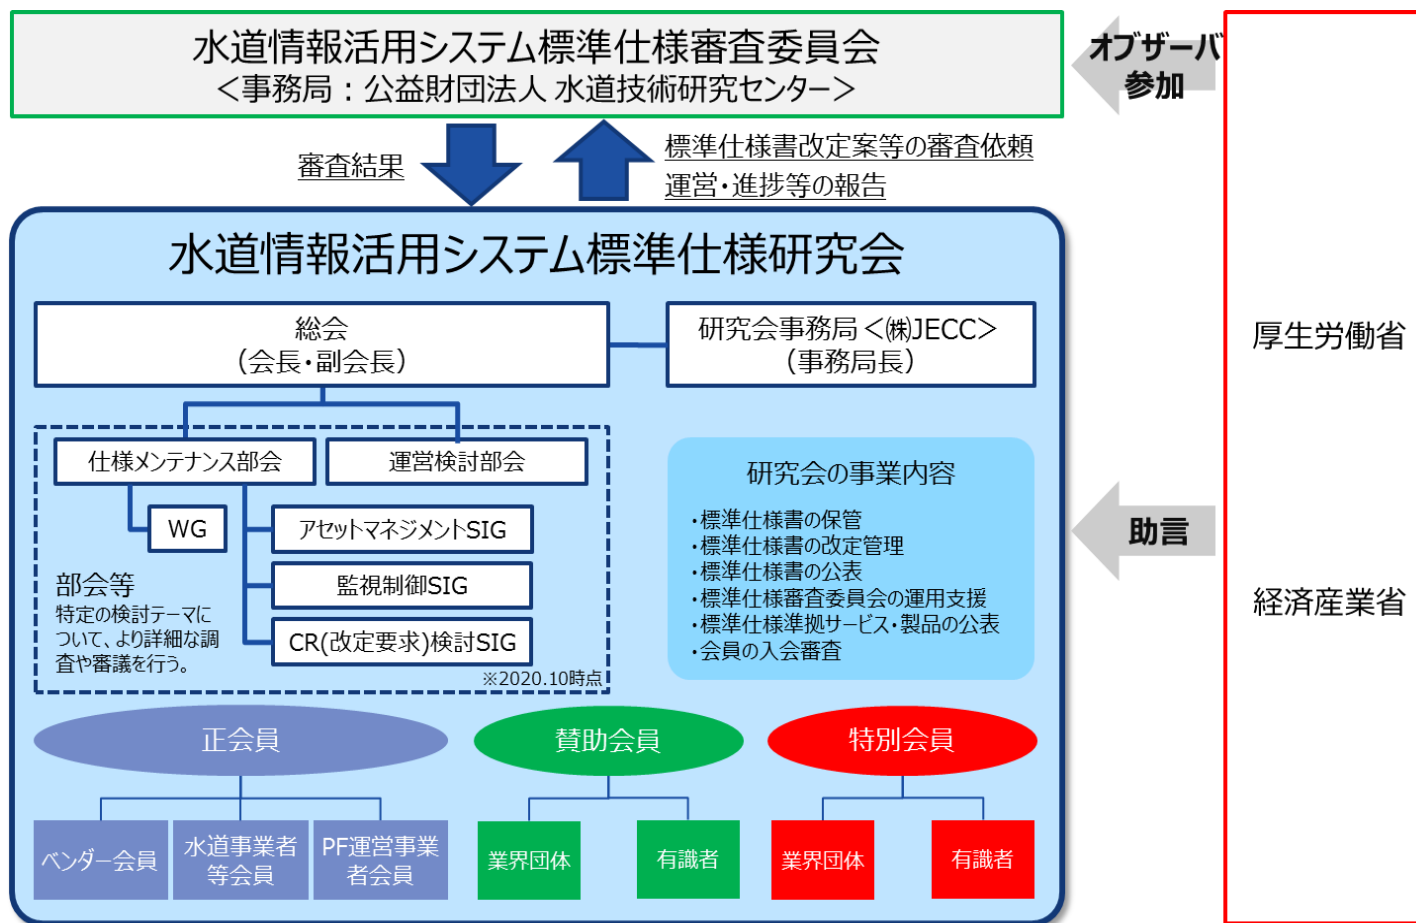 水道情報活用システム標準仕様審査委員会
＜事務局：公益財団法人 水道技術研究センター＞
オブザーバ
参加
審査結果
標準仕様書改定案等の審査依頼
運営・進捗等の報告
水道情報活用システム標準仕様研究会
総会
（会長・副会長）
研究会事務局＜㈱JECC＞
（事務局長）
厚生労働省
仕様メンテナンス部会
運営検討部会
WG
アセットマネジメントSIG
監視制御SIG
CR(改定要求)検討SIG
部会等
特定の検討テーマに
ついて、より詳細な調
査や審議を行う。
※2020.10時点
研究会の事業内容
・標準仕様書の保管
・標準仕様書の改定管理
・標準仕様書の公表
・標準仕様審査委員会の運用支援
・標準仕様準拠サービス・製品の公表
・会員の入会審査
助言
経済産業省
正会員
賛助会員
特別会員
ベンダー会員
水道事業者
等会員
PF運営事業
者会員
業界団体
有識者
業界団体
有識者